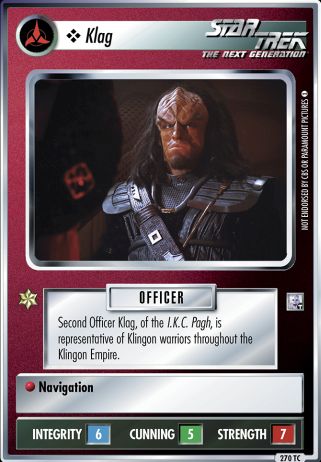 ❖ Klag
STAR TREK
THE NEXT GENERATION
NOT ENDORSED BY CBS OR PARAMOUNT PICTURES
OFFICER
Second Officer Klag, of the I.K.C. Pagh, is
representative of Klingon warriors throughout the
Klingon Empire.
Navigation
INTEGRITY 6 CUNNING 5 STRENGTH 7
270 TC